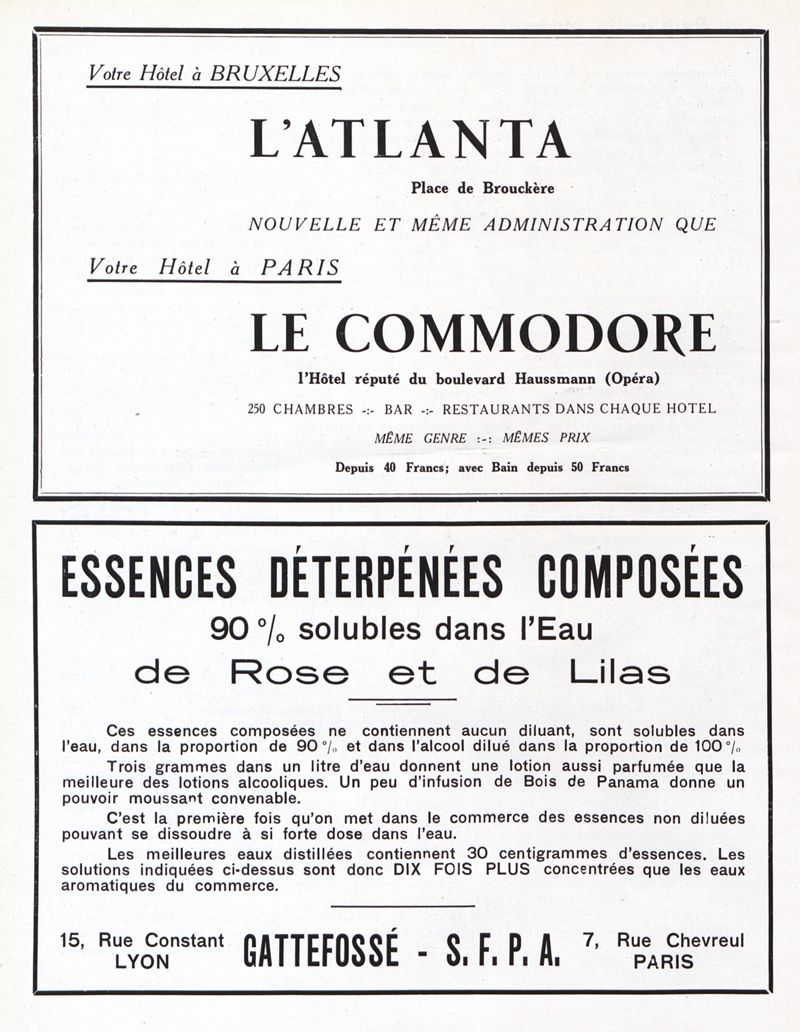 Votre Hôtel à BRUXELLES
L'ATLANTA
Place de Brouckère
NOUVELLE ET MÊME ADMINISTRATION QUE
Votre Hôtel à PARIS
LE COMMODORE
l'Hôtel réputé du boulevard Haussmann (Opéra)
250 CHAMBRES -:- BAR -:- RESTAURANTS DANS CHAQUE HOTEL
MÊME GENRE :-: MÊMES PRIX
Depuis 40 Francs; avec Bain depuis 50 Francs
ESSENCES DÉTERPÉNÉES COMPOSÉES
90 % solubles dans l'Eau
de Rose et de Lilas
Ces essences composées ne contiennent aucun diluant, sont solubles dans
l'eau, dans la proportion de 90 % et dans l'alcool dilué dans la proportion de 100 %
Trois grammes dans un litre d'eau donnent une lotion aussi parfumée que la
meilleure des lotions alcooliques. Un peu d'infusion de Bois de Panama donne un
pouvoir moussant convenable.
C'est la première fois qu'on met dans le commerce des essences non diluées
pouvant se dissoudre à si forte dose dans l'eau.
Les meilleures eaux distillées contiennent 30 centigrammes d'essences. Les
solutions indiquées ci-dessus sont donc DIX FOIS PLUS concentrées que les eaux
aromatiques du commerce.
15, Rue Constant GATTEFOSSÉ - S. F. P. A. 7, Rue Chevreul
LYON PARIS